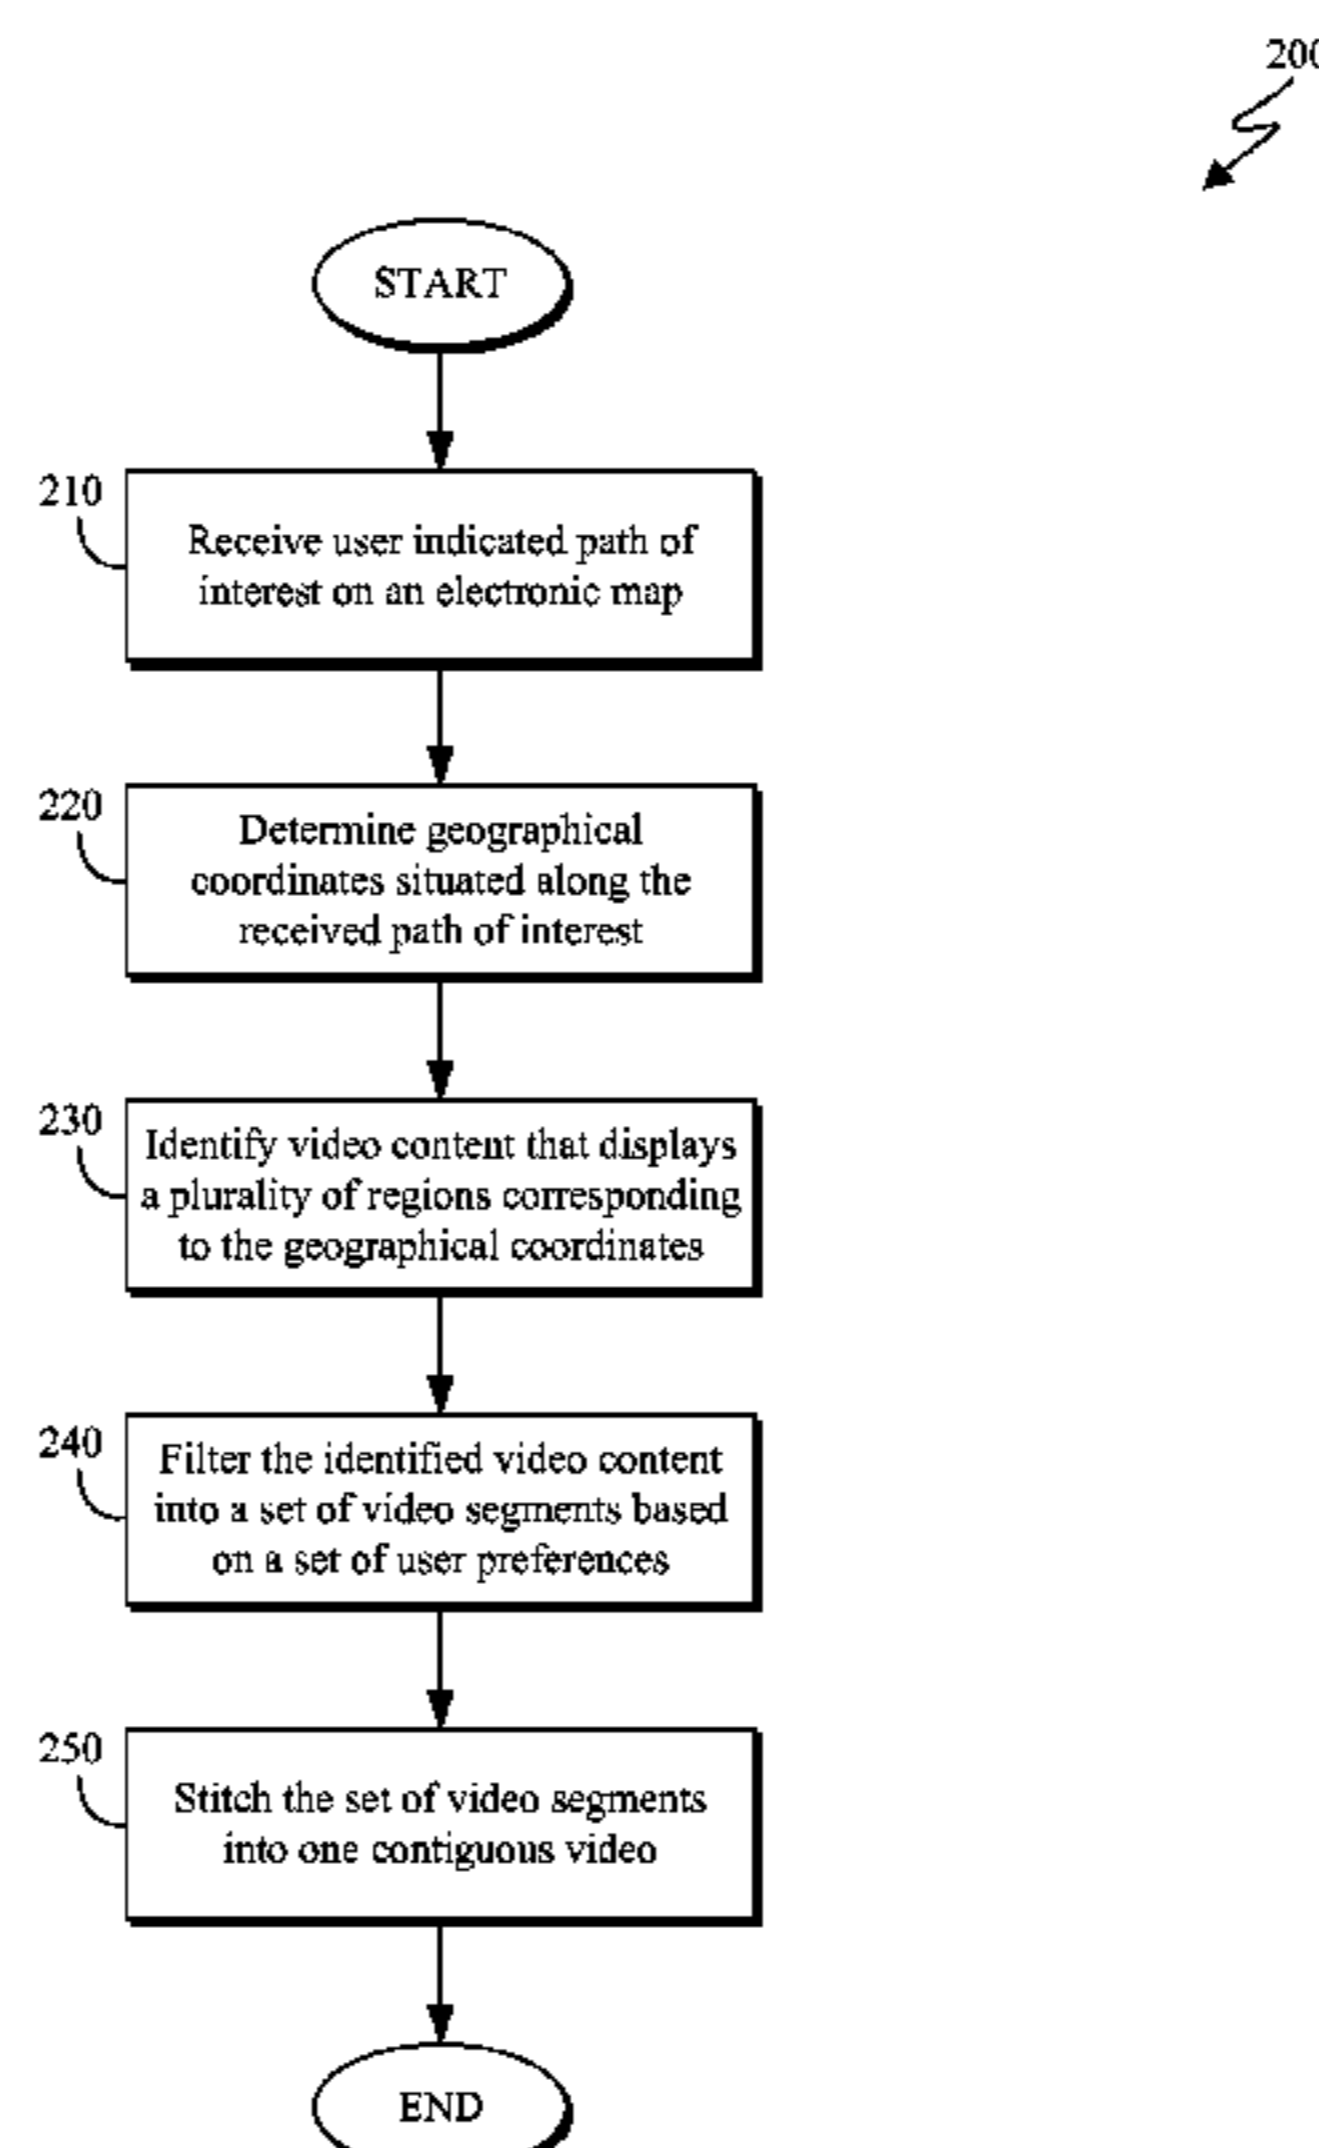 200
START
210
Receive user indicated path of
interest on an electronic map
220
Determine geographical
coordinates situated along the
received path of interest
230
Identify video content that displays
a plurality of regions corresponding
to the geographical coordinates
240
Filter the identified video content
into a set of video segments based
on a set of user preferences
250
Stitch the set of video segments
into one contiguous video
END